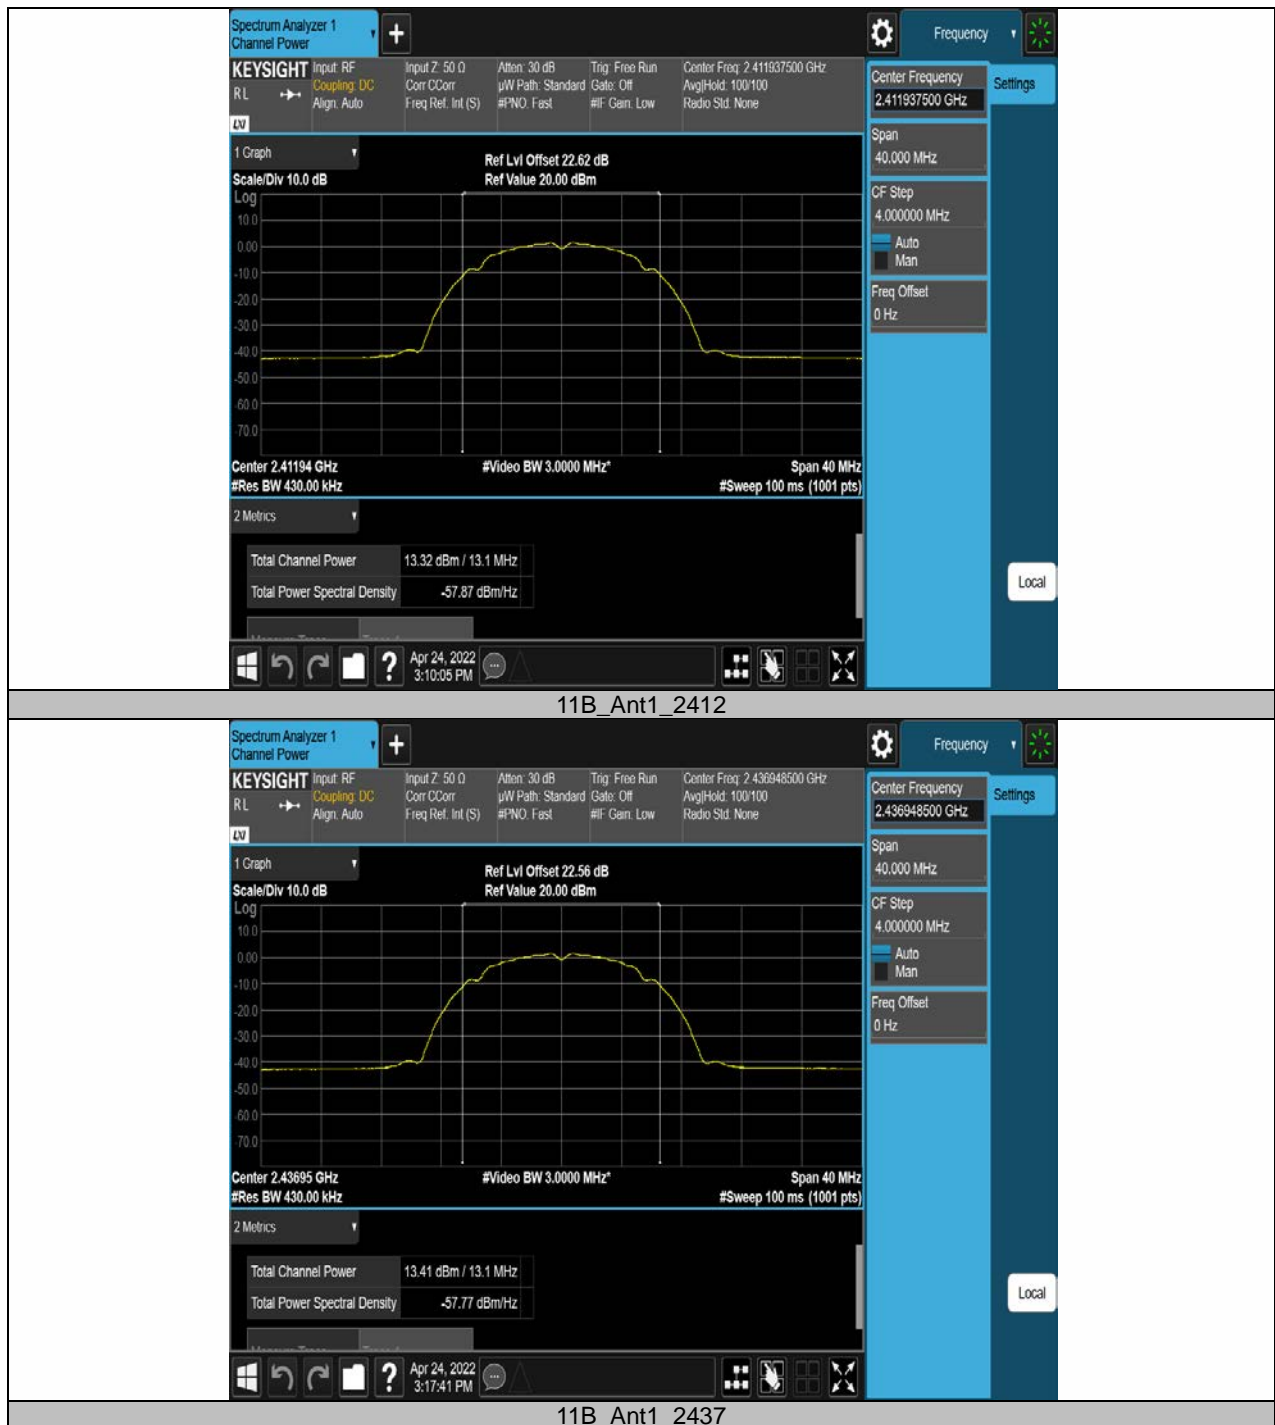 Spectrum Analyzer 1
Channel Power
Frequency
KEYSIGHT
RL
LXI
Input: RF
Coupling: DC
Align: Auto
Input Z: 50 Ω
Corr CCorr
Freq Ref: Int (S)
Atten: 30 dB
µW Path: Standard
#PNO: Fast
Trig: Free Run
Gate: Off
#IF Gain: Low
Center Freq: 2.411937500 GHz
Avg|Hold: 100/100
Radio Std: None
Center Frequency
2.411937500 GHz
Settings
Span
40.000 MHz
CF Step
4.000000 MHz
Auto
Man
Freq Offset
0 Hz
Local
1 Graph
Scale/Div 10.0 dB
Ref Lvl Offset 22.62 dB
Ref Value 20.00 dBm
Log
10.0
0.00
-10.0
-20.0
-30.0
-40.0
-50.0
-60.0
-70.0
Center 2.41194 GHz
#Video BW 3.0000 MHz*
Span 40 MHz
#Res BW 430.00 kHz
#Sweep 100 ms (1001 pts)
2 Metrics
Total Channel Power 13.32 dBm / 13.1 MHz
Total Power Spectral Density -57.87 dBm/Hz
?
Apr 24, 2022
3:10:05 PM
11B_Ant1_2412
Spectrum Analyzer 1
Channel Power
Frequency
KEYSIGHT
RL
LXI
Input: RF
Coupling: DC
Align: Auto
Input Z: 50 Ω
Corr CCorr
Freq Ref: Int (S)
Atten: 30 dB
µW Path: Standard
#PNO: Fast
Trig: Free Run
Gate: Off
#IF Gain: Low
Center Freq: 2.436948500 GHz
Avg|Hold: 100/100
Radio Std: None
Center Frequency
2.436948500 GHz
Settings
Span
40.000 MHz
CF Step
4.000000 MHz
Auto
Man
Freq Offset
0 Hz
Local
1 Graph
Scale/Div 10.0 dB
Ref Lvl Offset 22.56 dB
Ref Value 20.00 dBm
Log
10.0
0.00
-10.0
-20.0
-30.0
-40.0
-50.0
-60.0
-70.0
Center 2.43695 GHz
#Video BW 3.0000 MHz*
Span 40 MHz
#Res BW 430.00 kHz
#Sweep 100 ms (1001 pts)
2 Metrics
Total Channel Power 13.41 dBm / 13.1 MHz
Total Power Spectral Density -57.77 dBm/Hz
?
Apr 24, 2022
3:17:41 PM
11B_Ant1_2437